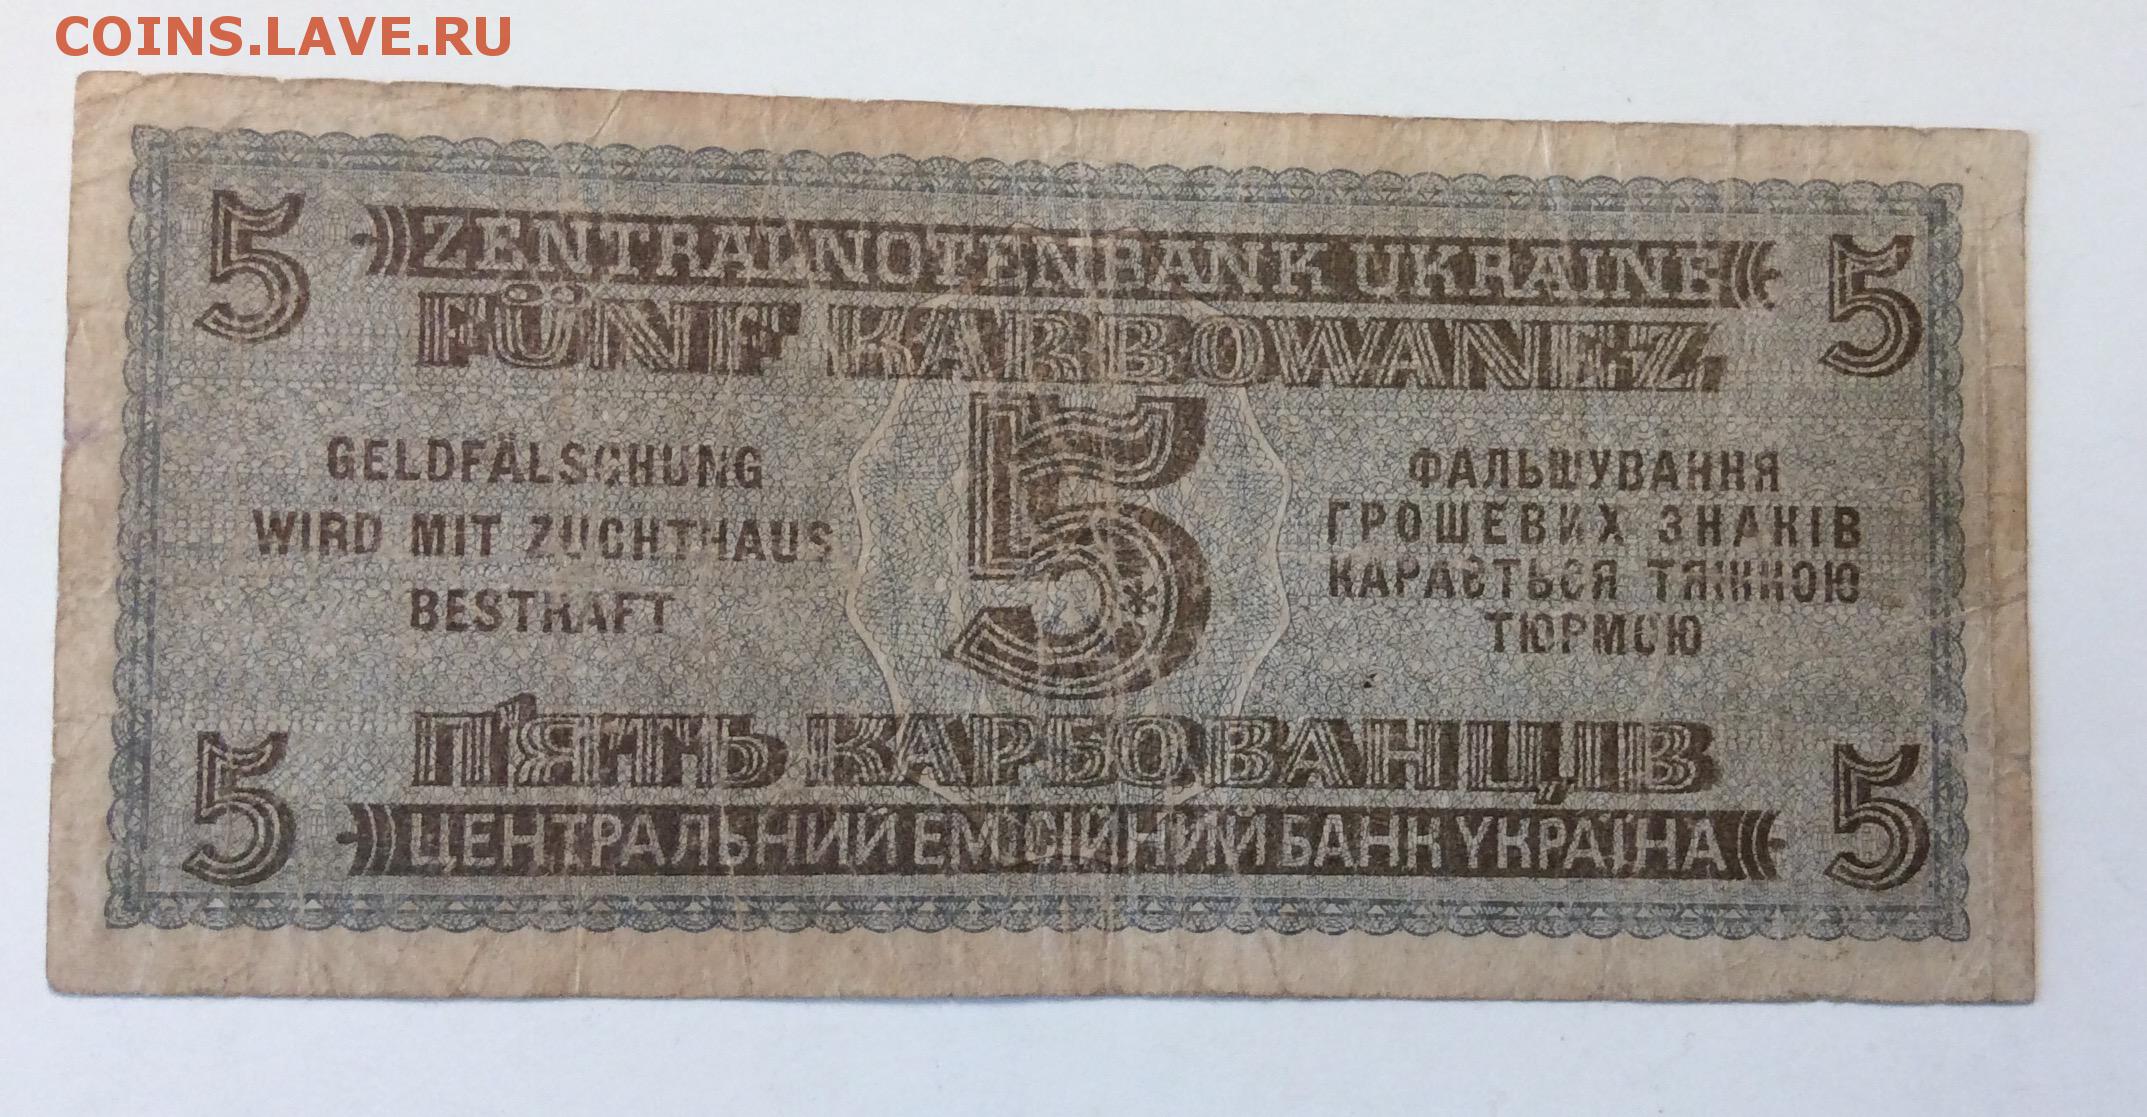 COINS.LAVE.RU
5 ZENTRALNOTENBANK UKRAINE 5
FÜNF KARBOWANEZ
5
GELDFÄLSCHUNG
WIRD MIT ZUCHTHAUS
BESTRAFT
ФАЛЬШУВАННЯ
ГРОШЕВИХ ЗНАКІВ
КАРАЄТЬСЯ ТЯЖКОЮ
ТЮРМОЮ
П'ЯТЬ КАРБОВАНЦІВ
5 ЦЕНТРАЛЬНИЙ ЕМІСІЙНИЙ БАНК УКРАЇНА 5